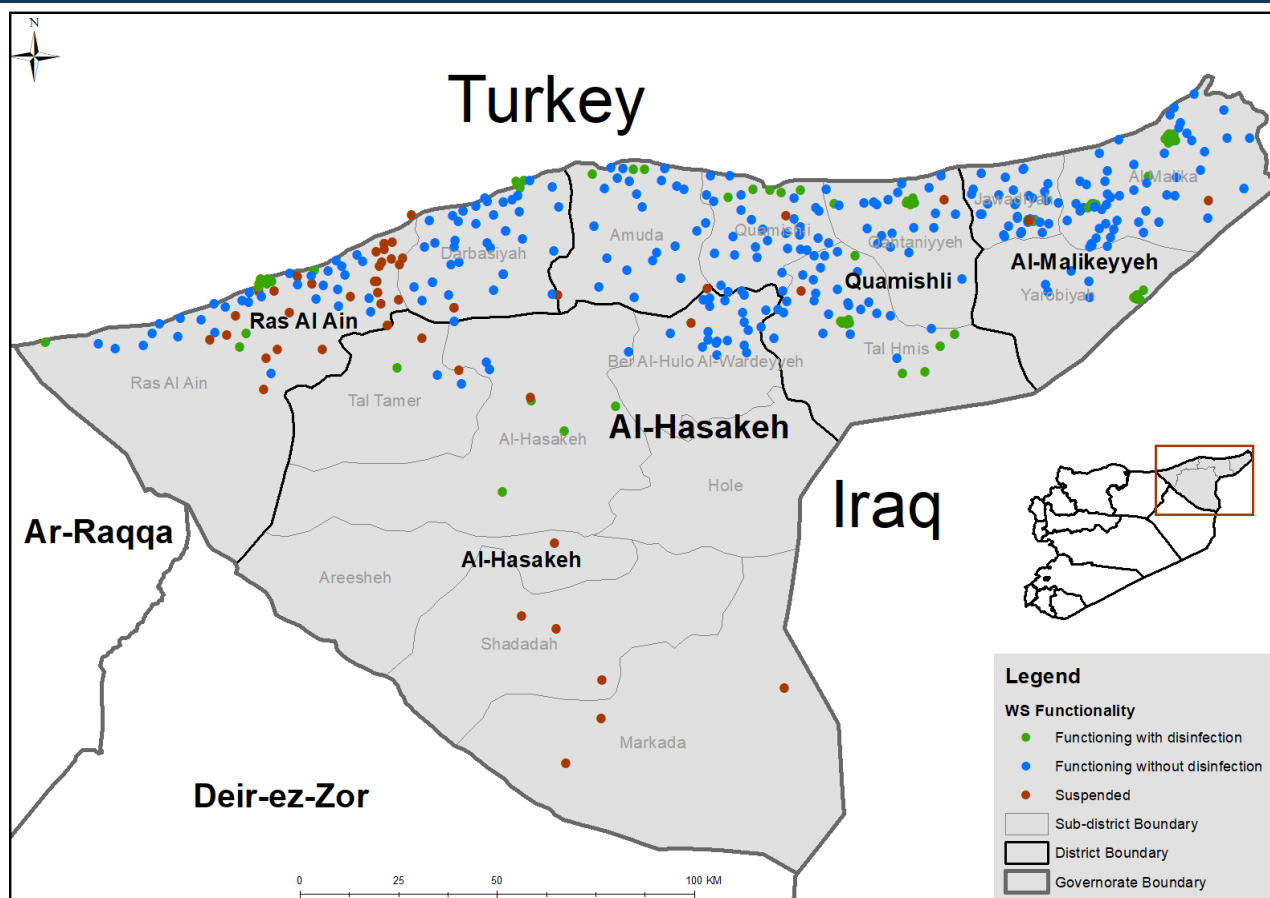 N
Turkey
Al-Malika
Jawadiyah
Quamishli
Amuda
Qahtaniyyeh
Darbasiyah
Al-Malikeyyeh
Quamishli
Yarobiyah
Ras Al Ain
Tal Hmis
Ber Al-Hulo Al-Wardeyyeh
Ras Al Ain
Tal Tamer
Al-Hasakeh
Al-Hasakeh
Hole
Iraq
Ar-Raqqa
Al-Hasakeh
Areesheh
Shadadah
Markada
Deir-ez-Zor
Legend
WS Functionality
Functioning with disinfection
Functioning without disinfection
Suspended
Sub-district Boundary
District Boundary
Governorate Boundary
0 25 50 100 KM